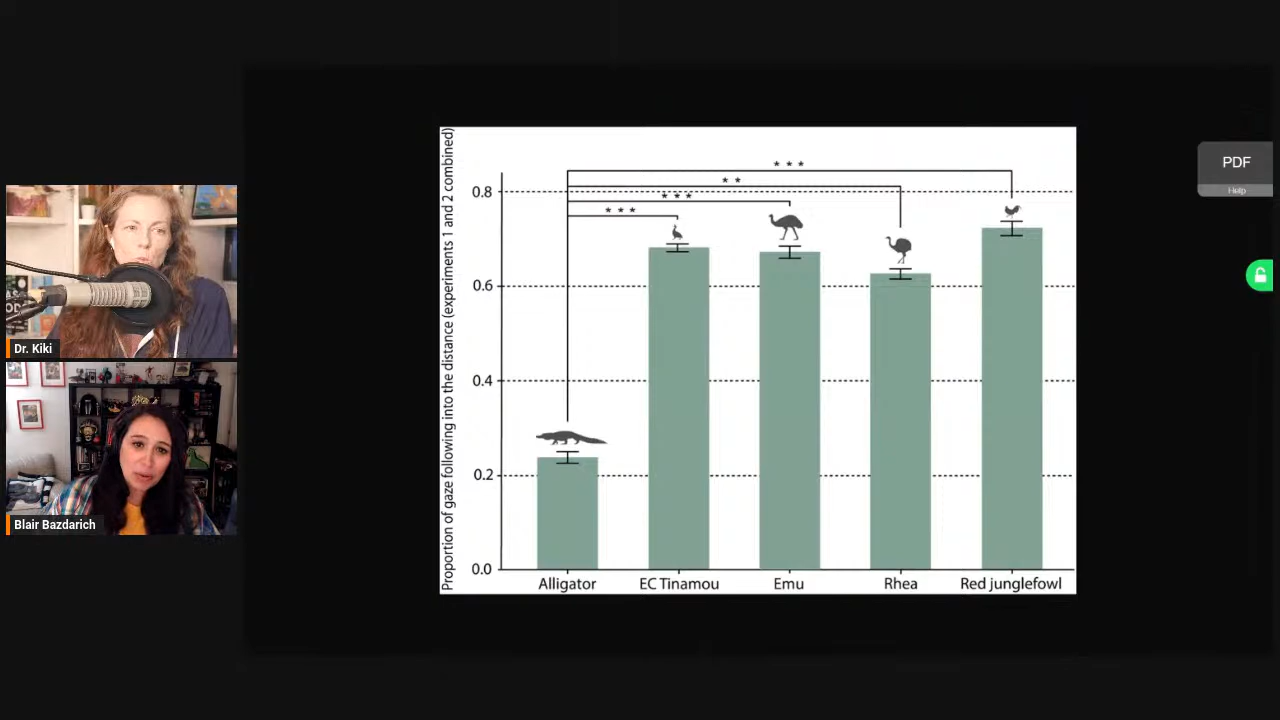 Dr. Kiki
Blair Bazdarich
Proportion of gaze following into the distance (experiments 1 and 2 combined)
* * *
* *
* * *
* * *
0.8
0.6
0.4
0.2
0.0
Alligator EC Tinamou Emu Rhea Red junglefowl
PDF
Help